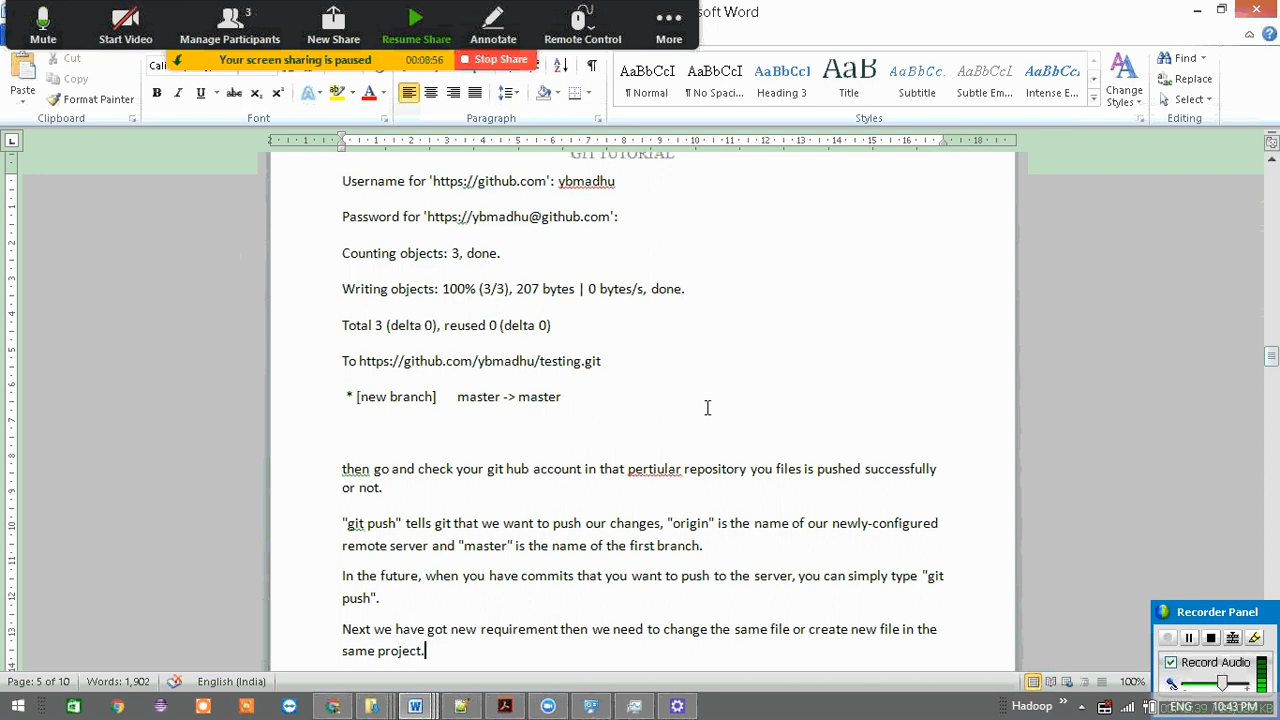 soft Word
Mute
Start Video
Manage Participants
3
New Share
Resume Share
Annotate
Remote Control
More
Your screen sharing is paused
00:08:56
Stop Share
Cut
Copy
Paste
Format Painter
Clipboard
Cali
B I U abc x₂ x²
Font
Paragraph
AaBbCcI
¶ Normal
AaBbCcI
¶ No Spaci...
AaBbCcI
Heading 3
AaB
Title
AaBbCc.
Subtitle
AaBbCcI
Subtle Em...
AaBbCcI
Intense E...
Change
Styles
Styles
Find
Replace
Select
Editing
GIT TUTORIAL
Username for 'https://github.com': ybmadhu
Password for 'https://ybmadhu@github.com':
Counting objects: 3, done.
Writing objects: 100% (3/3), 207 bytes | 0 bytes/s, done.
Total 3 (delta 0), reused 0 (delta 0)
To https://github.com/ybmadhu/testing.git
* [new branch] master -> master
then go and check your git hub account in that pertiular repository you files is pushed successfully
or not.
"git push" tells git that we want to push our changes, "origin" is the name of our newly-configured
remote server and "master" is the name of the first branch.
In the future, when you have commits that you want to push to the server, you can simply type "git
push".
Next we have got new requirement then we need to change the same file or create new file in the
same project.
Recorder Panel
Record Audio
Page: 5 of 10
Words: 1,902
English (India)
100%
Hadoop
ENG
10:43 PM